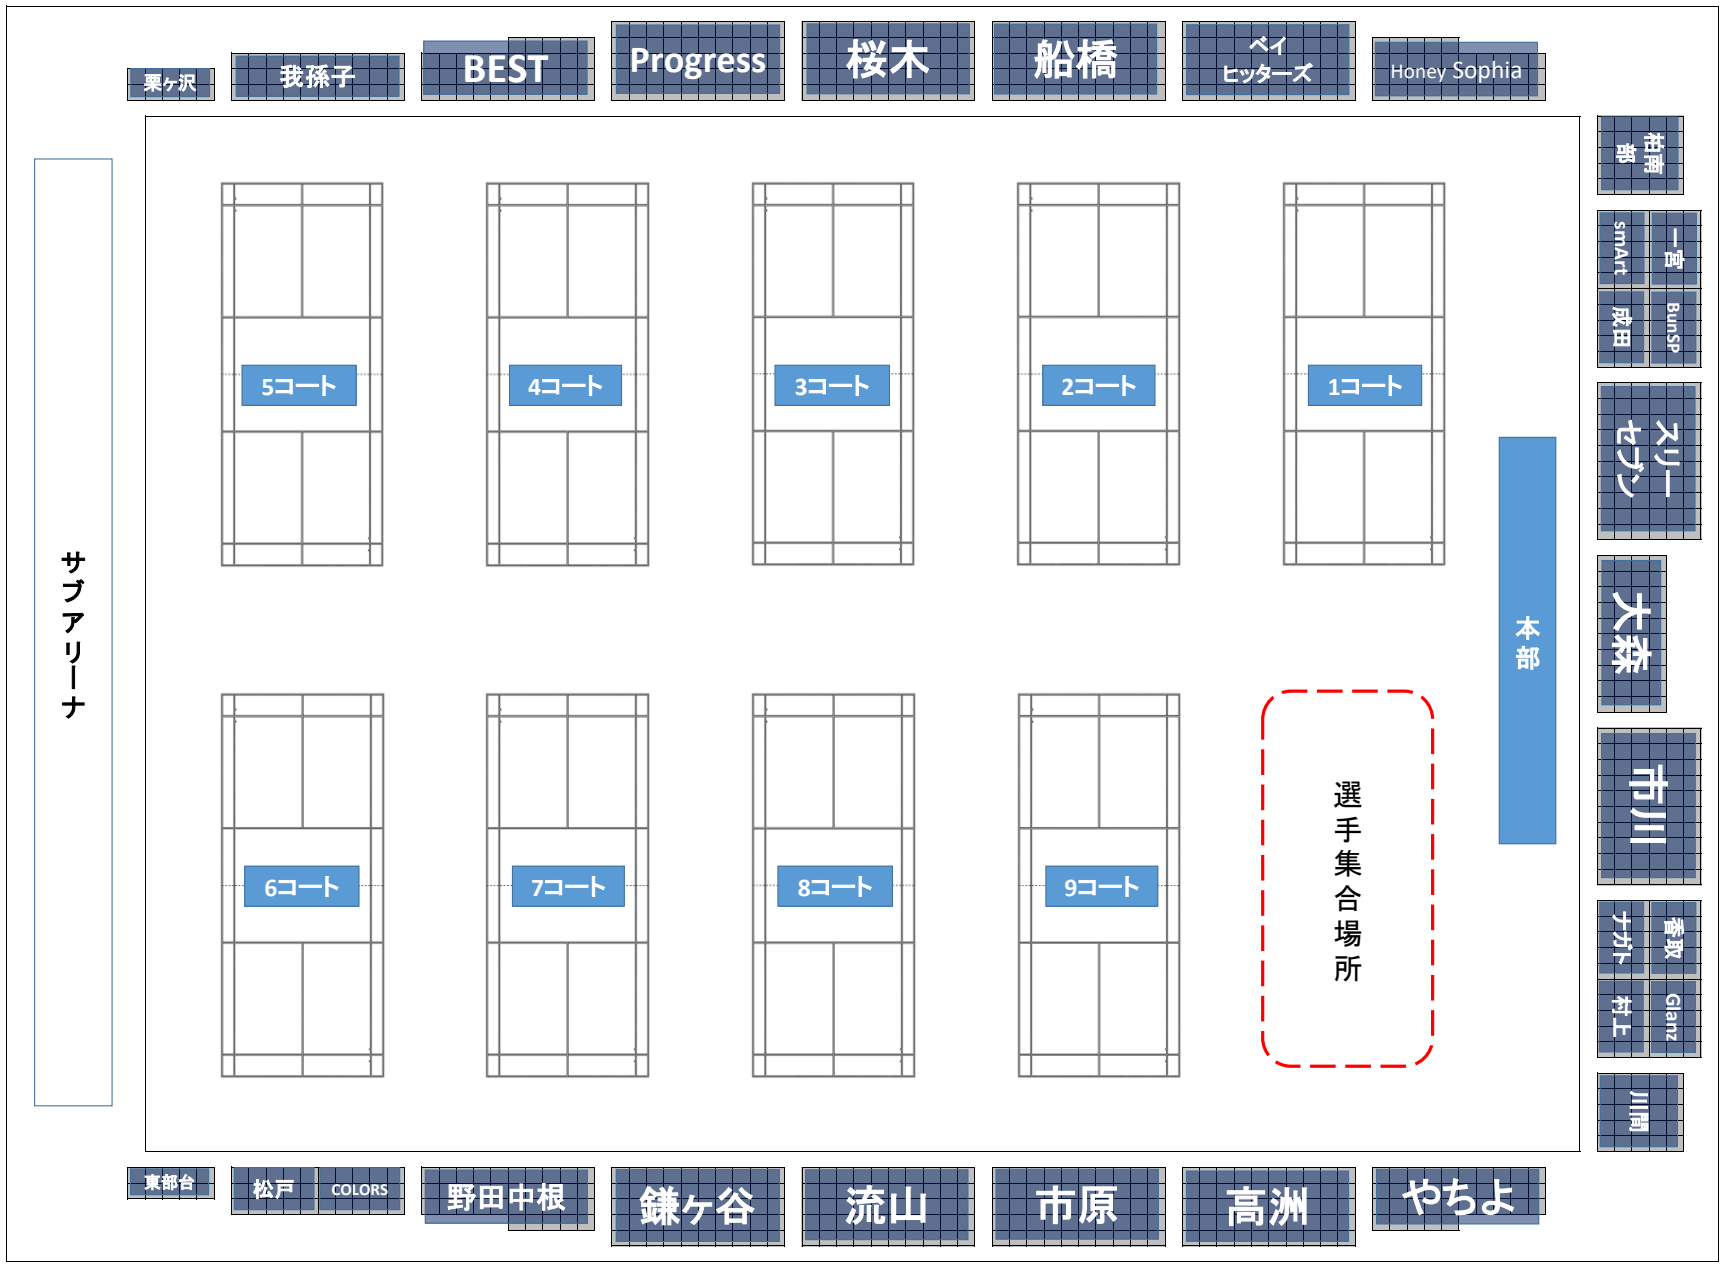 栗ヶ沢
我孫子
BEST
Progress
桜木
船橋
ベイ
ヒッターズ
Honey Sophia
柏南
部
一宮
smArt
BunSP
成田
スリー
セブン
大森
市川
香取
ナガト
Glanz
村上
川間
サブアリーナ
5コート
4コート
3コート
2コート
1コート
本部
6コート
7コート
8コート
9コート
選手集合場所
東部台
松戸
COLORS
野田中根
鎌ヶ谷
流山
市原
高洲
やちよ